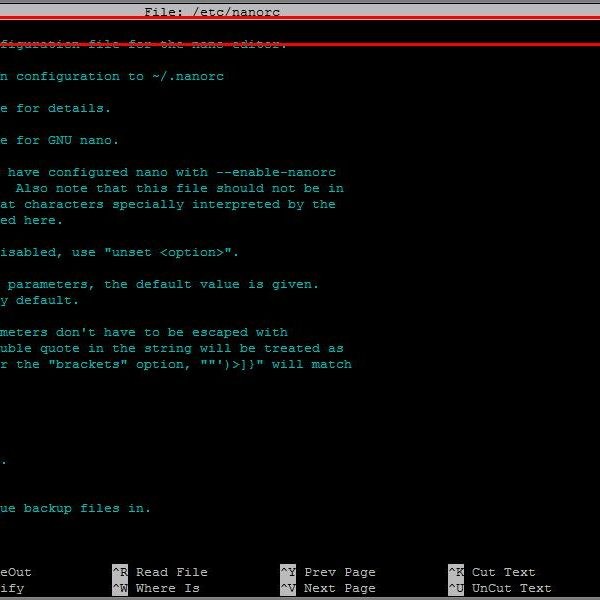 File: /etc/nanorc
figuration file for the nano editor.
n configuration to ~/.nanorc
e for details.
e for GNU nano.
have configured nano with --enable-nanorc
Also note that this file should not be in
at characters specially interpreted by the
ed here.
isabled, use "unset <option>".
parameters, the default value is given.
y default.
meters don't have to be escaped with
uble quote in the string will be treated as
r the "brackets" option, ""')>]}" will match
.
ue backup files in.
eOut ^R Read File ^Y Prev Page ^K Cut Text
ify ^W Where Is ^V Next Page ^U UnCut Text